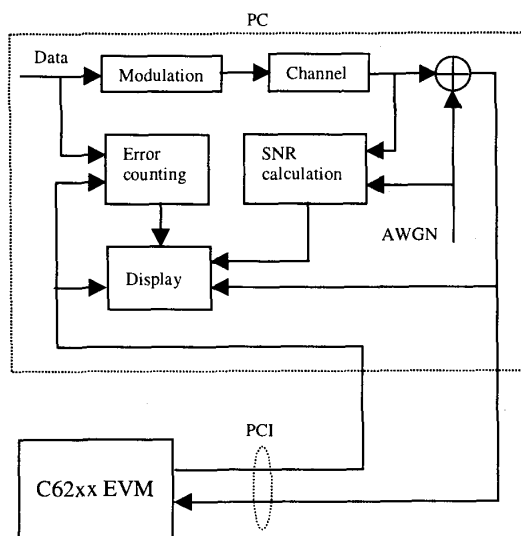 PC
Data
Modulation
Channel
Error
counting
SNR
calculation
AWGN
Display
PCI
C62xx EVM